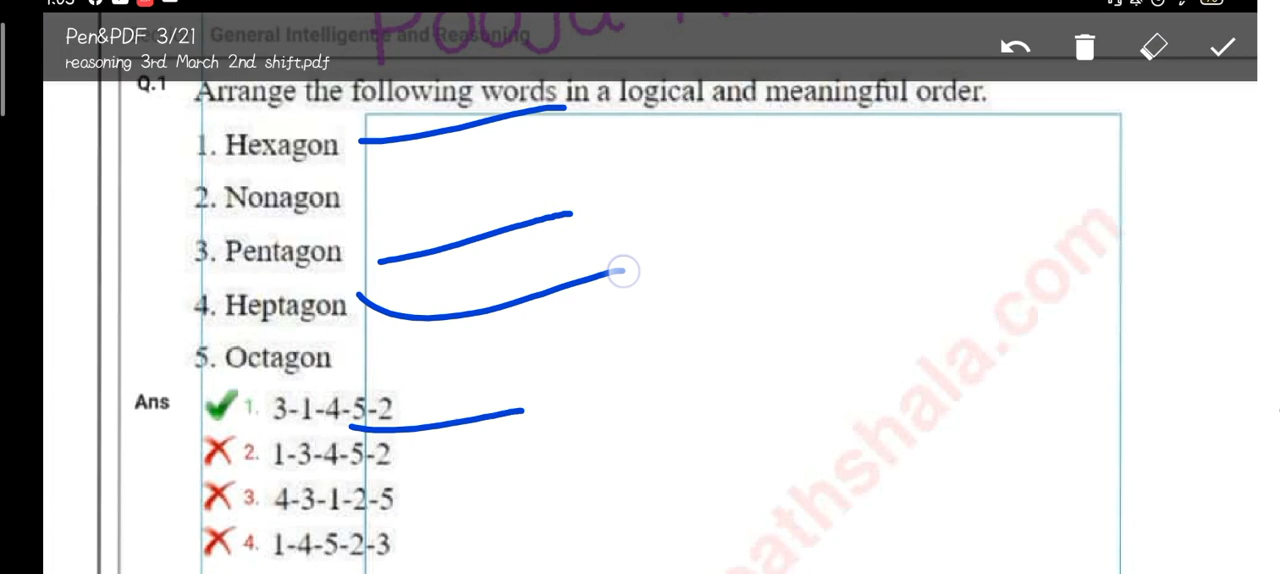 1:05
Pooja
Pen&PDF 3/21
General Intelligence and Reasoning
reasoning 3rd March 2nd shift.pdf
Q.1 Arrange the following words in a logical and meaningful order.
1. Hexagon
2. Nonagon
3. Pentagon
4. Heptagon
5. Octagon
Ans
1. 3-1-4-5-2
2. 1-3-4-5-2
3. 4-3-1-2-5
4. 1-4-5-2-3
athshala.com